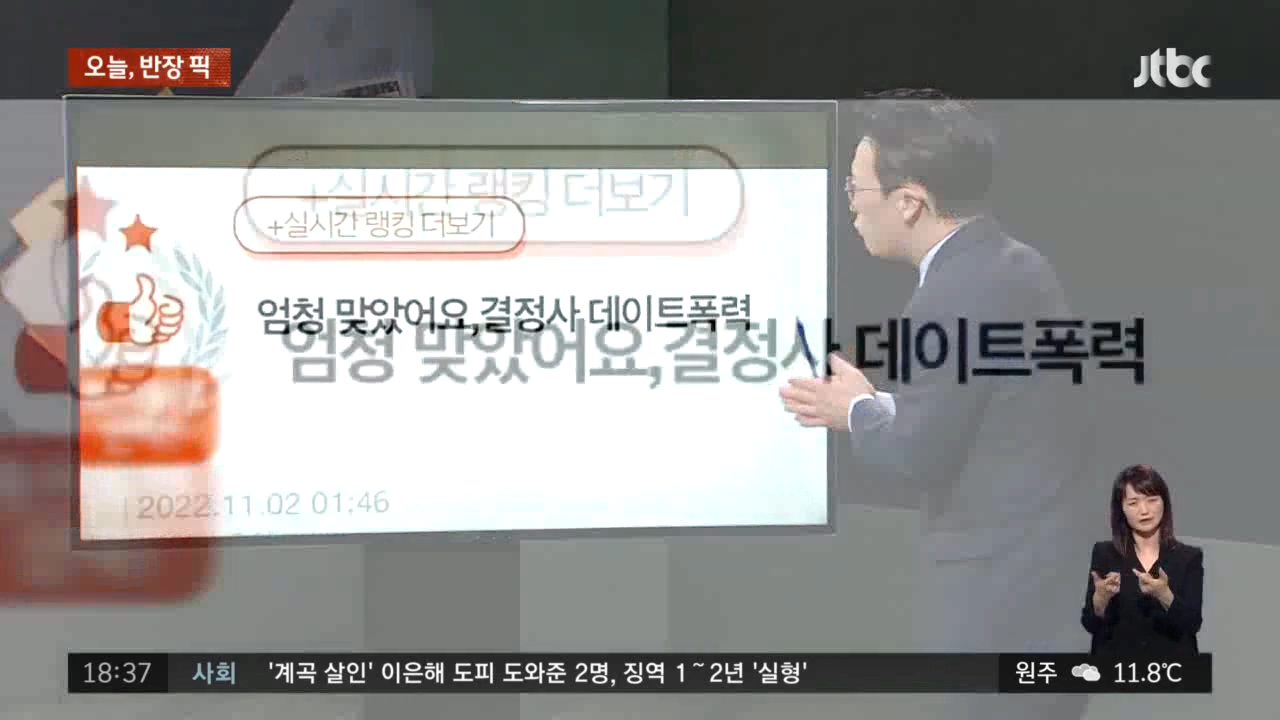 오늘, 반장 픽
jtbc
+실시간 랭킹 더보기
+실시간 랭킹 더보기
엄청 맞았어요,결정사 데이트폭력
엄청 맞았어요,결정사 데이트폭력
2022.11.02 01:46
18:37 사회 '계곡 살인' 이은해 도피 도와준 2명, 징역 1~2년 '실형' 원주 11.8℃